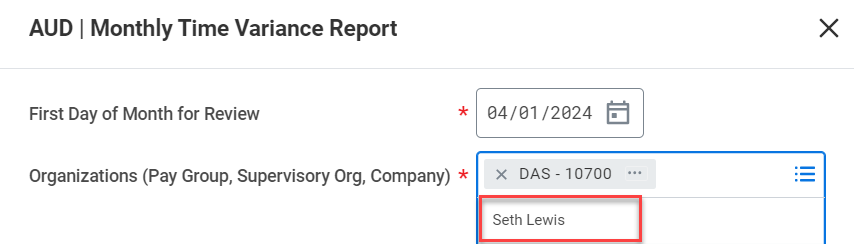 AUD | Monthly Time Variance Report
First Day of Month for Review * 04/01/2024
Organizations (Pay Group, Supervisory Org, Company) * × DAS - 10700 ···
Seth Lewis